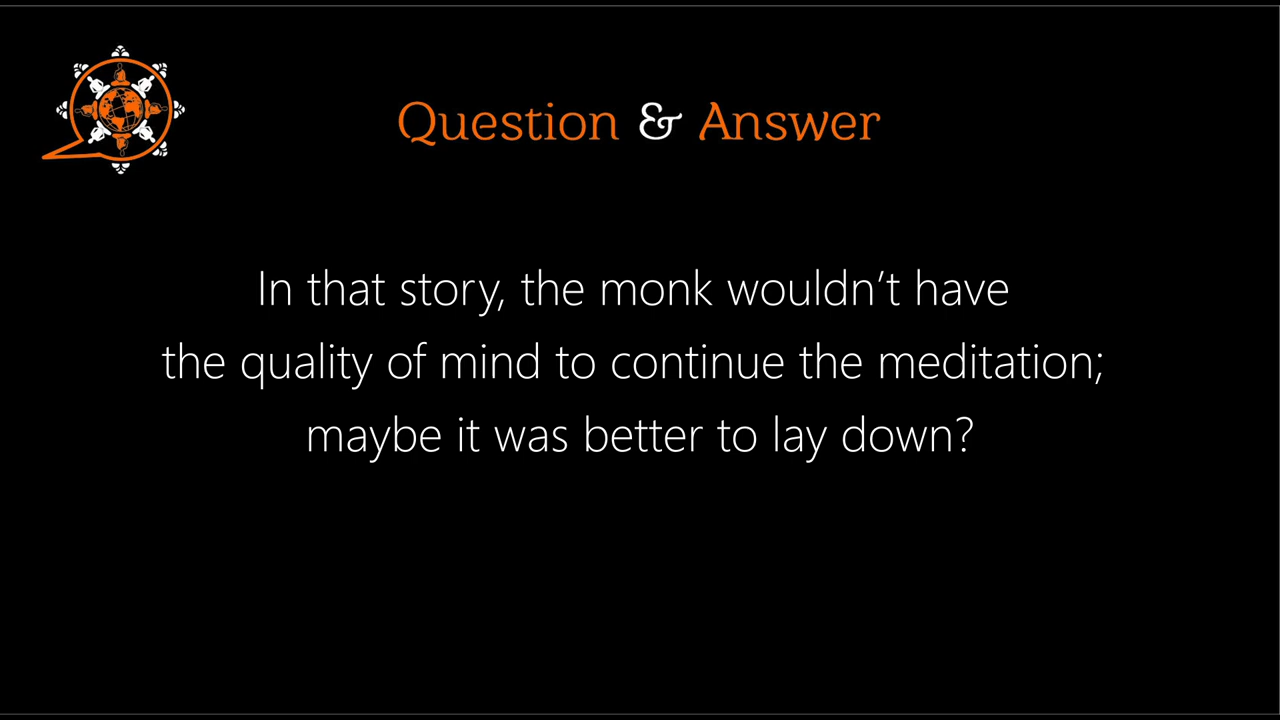 Question & Answer
In that story, the monk wouldn’t have
the quality of mind to continue the meditation;
maybe it was better to lay down?